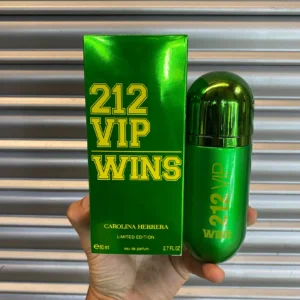 212
VIP
WINS
CAROLINA HERRERA
LIMITED EDITION
℮80 ml eau de parfum 2.7 FL.OZ
212 VIP
WINS